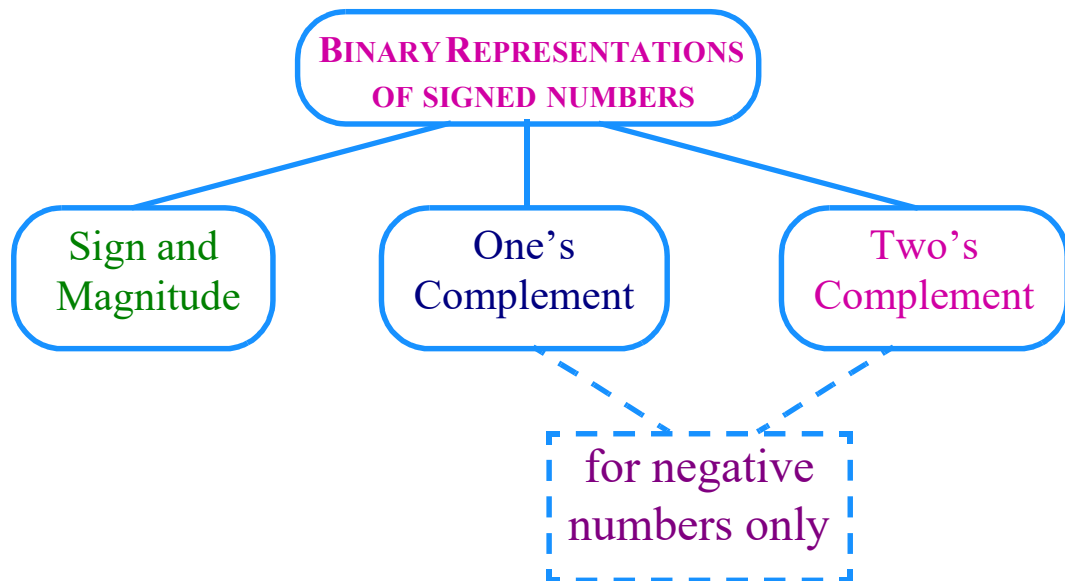 BINARY REPRESENTATIONS
OF SIGNED NUMBERS
Sign and
Magnitude
One’s
Complement
Two’s
Complement
for negative
numbers only